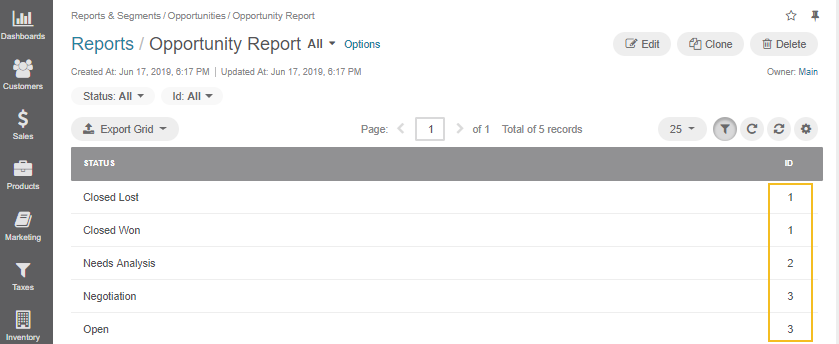 Reports & Segments / Opportunities / Opportunity Report
Reports / Opportunity Report All Options
Edit Clone Delete
Created At: Jun 17, 2019, 6:17 PM | Updated At: Jun 17, 2019, 6:17 PM
Owner: Main
Status: All Id: All
Export Grid Page: 1 of 1 Total of 5 records 25
STATUS ID
Closed Lost 1
Closed Won 1
Needs Analysis 2
Negotiation 3
Open 3
Dashboards
Customers
Sales
Products
Marketing
Taxes
Inventory